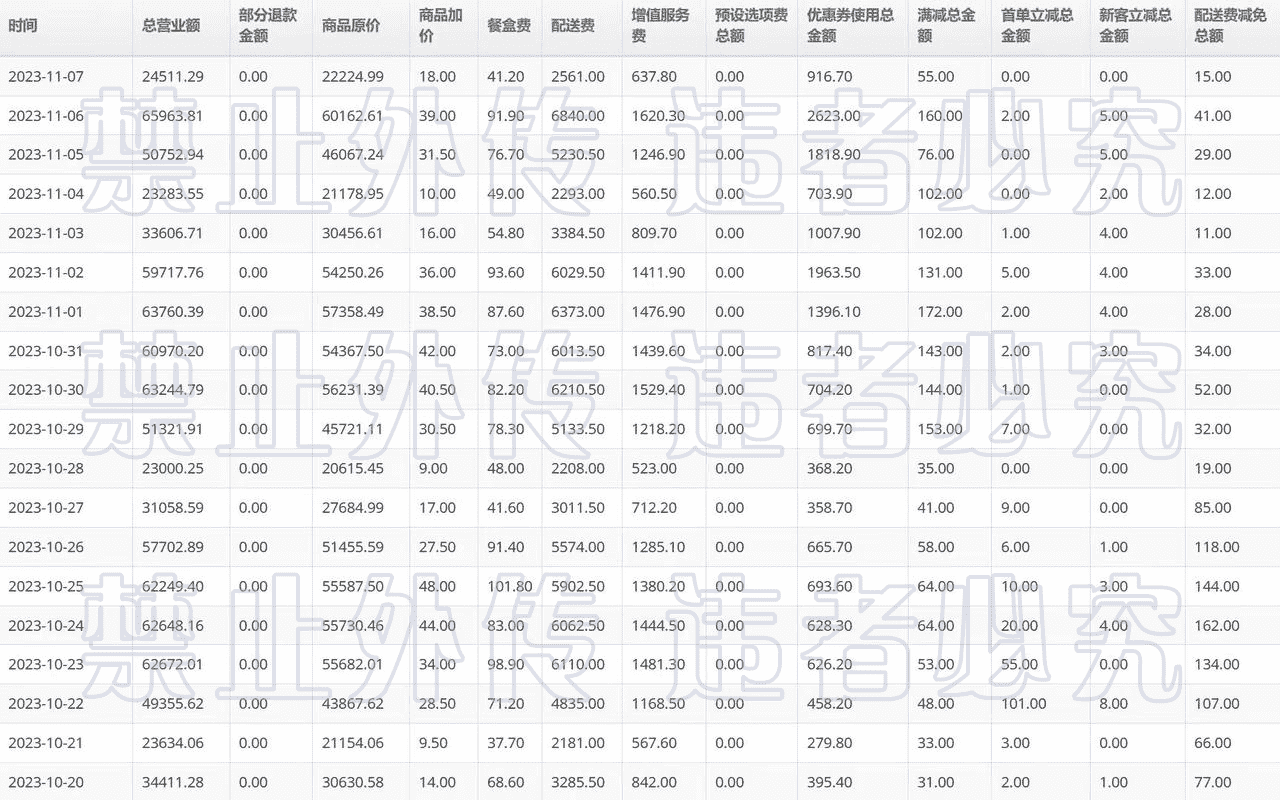 时间 总营业额 部分退款金额 商品原价 商品加价 餐盒费 配送费 增值服务费 预设选项费总额 优惠券使用总金额 满减总金额 首单立减总金额 新客立减总金额 配送费减免总额
2023-11-07 24511.29 0.00 22224.99 18.00 41.20 2561.00 637.80 0.00 916.70 55.00 0.00 0.00 15.00
2023-11-06 65963.81 0.00 60162.61 39.00 91.90 6840.00 1620.30 0.00 2623.00 160.00 2.00 5.00 41.00
禁止外传 违者必究
2023-11-05 50752.94 0.00 46067.24 31.50 76.70 5230.50 1246.90 0.00 1818.90 76.00 0.00 5.00 29.00
2023-11-04 23283.55 0.00 21178.95 10.00 49.00 2293.00 560.50 0.00 703.90 102.00 0.00 2.00 12.00
2023-11-03 33606.71 0.00 30456.61 16.00 54.80 3384.50 809.70 0.00 1007.90 102.00 1.00 4.00 11.00
2023-11-02 59717.76 0.00 54250.26 36.00 93.60 6029.50 1411.90 0.00 1963.50 131.00 5.00 4.00 33.00
2023-11-01 63760.39 0.00 57358.49 38.50 87.60 6373.00 1476.90 0.00 1396.10 172.00 2.00 4.00 28.00
2023-10-31 60970.20 0.00 54367.50 42.00 73.00 6013.50 1439.60 0.00 817.40 143.00 2.00 3.00 34.00
2023-10-30 63244.79 0.00 56231.39 40.50 82.20 6210.50 1529.40 0.00 704.20 144.00 1.00 0.00 52.00
禁止外传 违者必究
2023-10-29 51321.91 0.00 45721.11 30.50 78.30 5133.50 1218.20 0.00 699.70 153.00 7.00 0.00 32.00
2023-10-28 23000.25 0.00 20615.45 9.00 48.00 2208.00 523.00 0.00 368.20 35.00 0.00 0.00 19.00
2023-10-27 31058.59 0.00 27684.99 17.00 41.60 3011.50 712.20 0.00 358.70 41.00 9.00 0.00 85.00
2023-10-26 57702.89 0.00 51455.59 27.50 91.40 5574.00 1285.10 0.00 665.70 58.00 6.00 1.00 118.00
2023-10-25 62249.40 0.00 55587.50 48.00 101.80 5902.50 1380.20 0.00 693.60 64.00 10.00 3.00 144.00
2023-10-24 62648.16 0.00 55730.46 44.00 83.00 6062.50 1444.50 0.00 628.30 64.00 20.00 4.00 162.00
禁止外传 违者必究
2023-10-23 62672.01 0.00 55682.01 34.00 98.90 6110.00 1481.30 0.00 626.20 53.00 55.00 0.00 134.00
2023-10-22 49355.62 0.00 43867.62 28.50 71.20 4835.00 1168.50 0.00 458.20 48.00 101.00 8.00 107.00
2023-10-21 23634.06 0.00 21154.06 9.50 37.70 2181.00 567.60 0.00 279.80 33.00 3.00 0.00 66.00
2023-10-20 34411.28 0.00 30630.58 14.00 68.60 3285.50 842.00 0.00 395.40 31.00 2.00 1.00 77.00